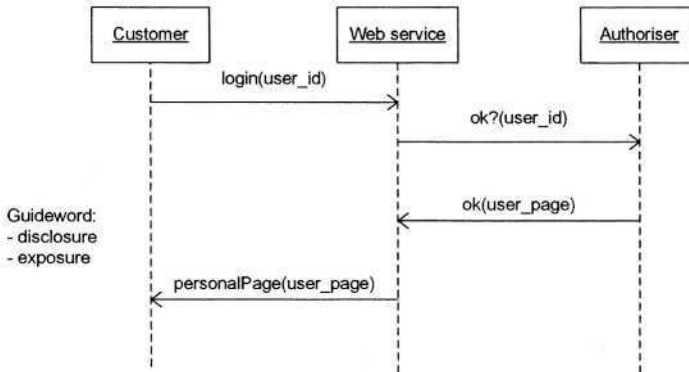 Customer
Web service
Authoriser
login(user_id)
ok?(user_id)
ok(user_page)
Guideword:
- disclosure
- exposure
personalPage(user_page)